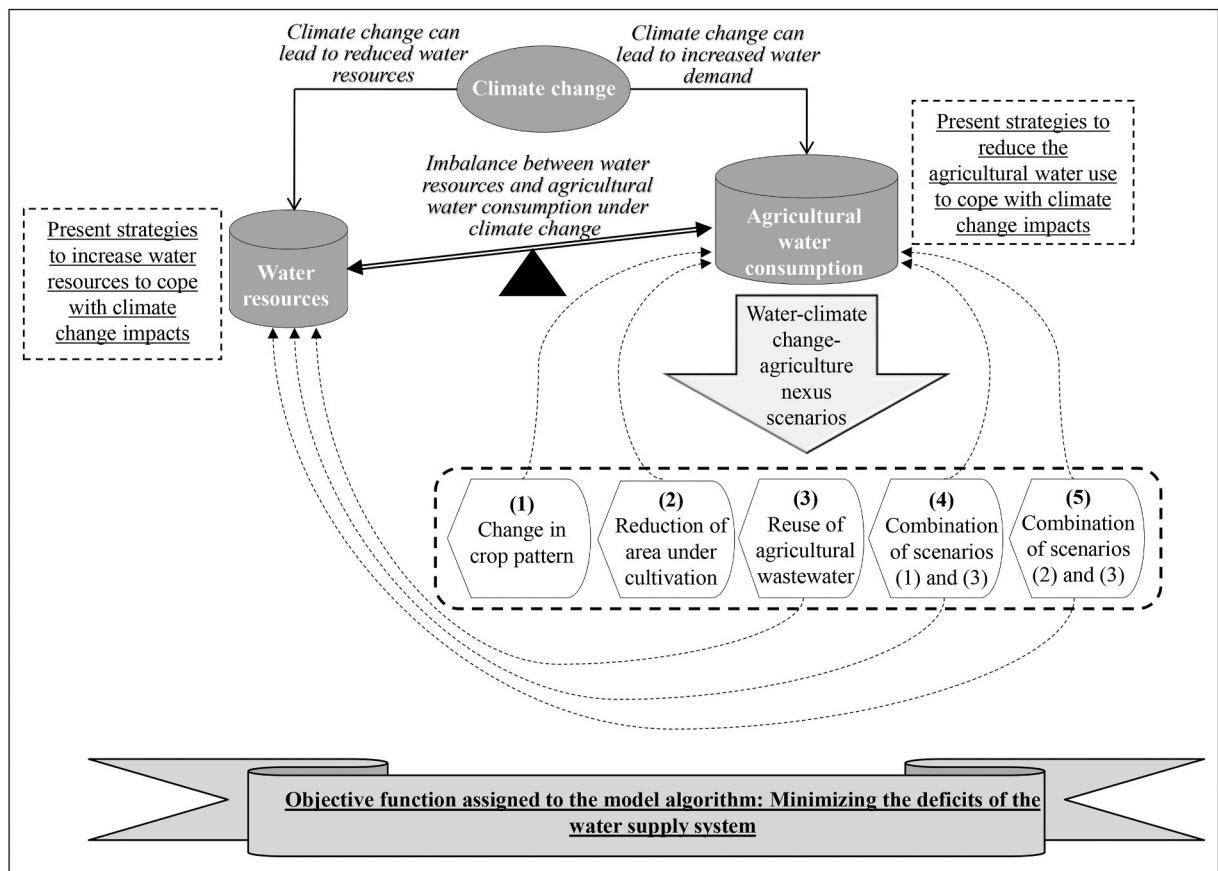 Climate change can
lead to reduced water
resources
Climate change can
lead to increased water
demand
Climate change
Present strategies to
reduce the
agricultural water use
to cope with climate
change impacts
Imbalance between water
resources and agricultural
water consumption under
climate change
Agricultural
water
consumption
Present strategies
to increase water
resources to cope
with climate
change impacts
Water
resources
Water-climate
change-
agriculture
nexus
scenarios
(1)
Change in
crop pattern
(2)
Reduction of
area under
cultivation
(3)
Reuse of
agricultural
wastewater
(4)
Combination
of scenarios
(1) and (3)
(5)
Combination
of scenarios
(2) and (3)
Objective function assigned to the model algorithm: Minimizing the deficits of the
water supply system